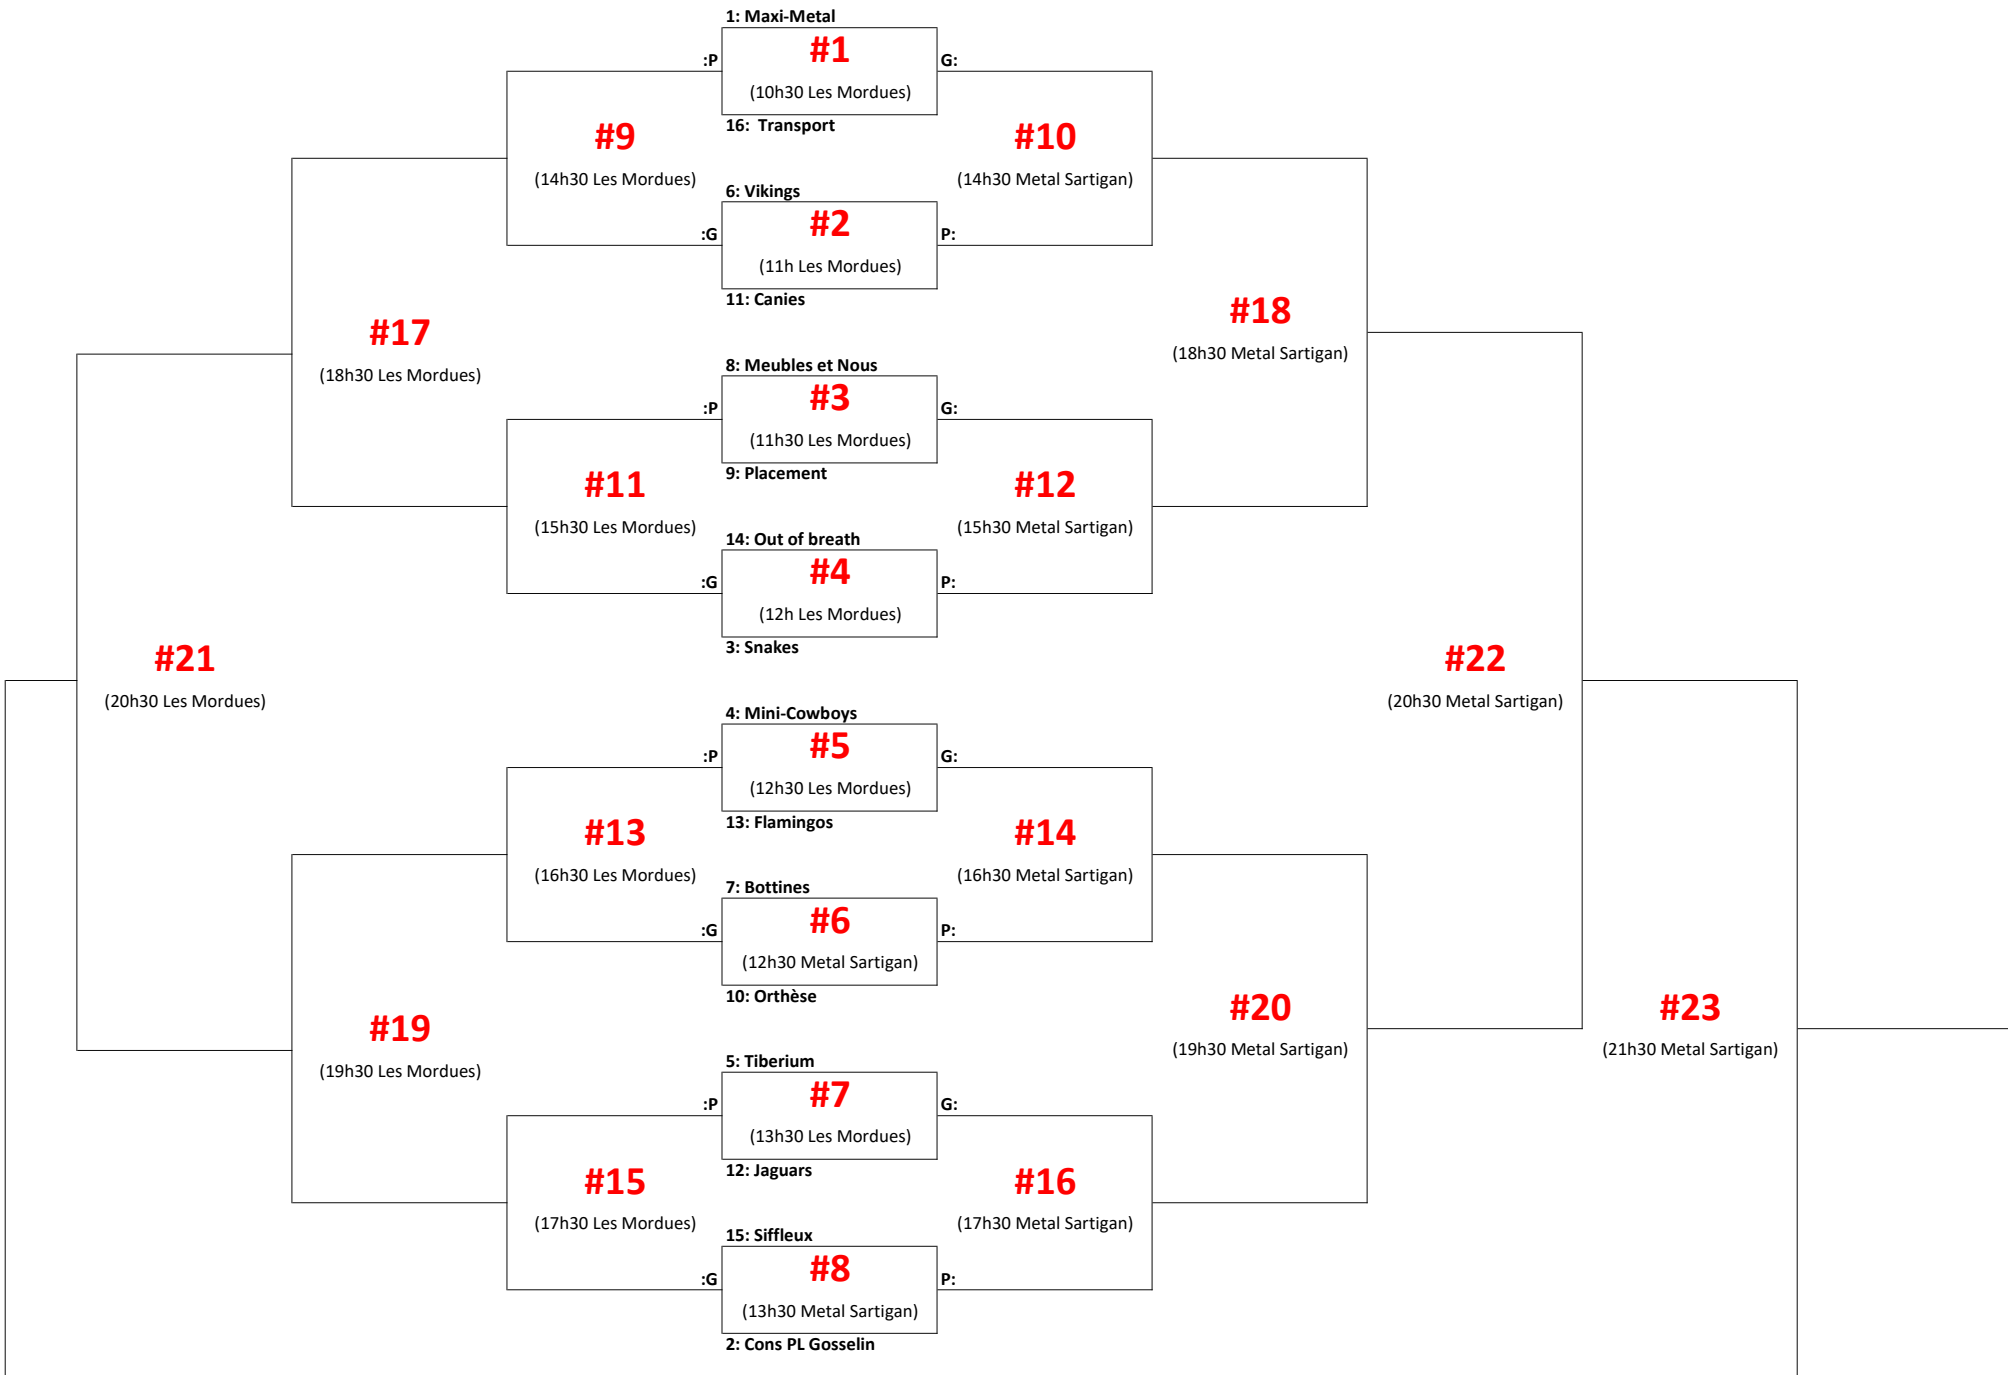 1: Maxi-Metal
#1
:P
G:
(10h30 Les Mordues)
16:  Transport
#9
#10
(14h30 Les Mordues)
(14h30 Metal Sartigan)
6: Vikings
#2
:G
P:
(11h Les Mordues)
11: Canies
#17
#18
(18h30 Les Mordues)
(18h30 Metal Sartigan)
8: Meubles et Nous
#3
:P
G:
(11h30 Les Mordues)
9: Placement
#11
#12
(15h30 Les Mordues)
(15h30 Metal Sartigan)
14: Out of breath
#4
:G
P:
(12h Les Mordues)
3: Snakes
#21
#22
(20h30 Les Mordues)
(20h30 Metal Sartigan)
4: Mini-Cowboys
#5
:P
G:
(12h30 Les Mordues)
13: Flamingos
#13
#14
(16h30 Les Mordues)
(16h30 Metal Sartigan)
7: Bottines
#6
:G
P:
(12h30 Metal Sartigan)
10: Orthèse
#19
#20
#23
(19h30 Les Mordues)
(19h30 Metal Sartigan)
(21h30 Metal Sartigan)
5: Tiberium
#7
:P
G:
(13h30 Les Mordues)
12: Jaguars
#15
#16
(17h30 Les Mordues)
(17h30 Metal Sartigan)
15: Siffleux
#8
:G
P:
(13h30 Metal Sartigan)
2: Cons PL Gosselin